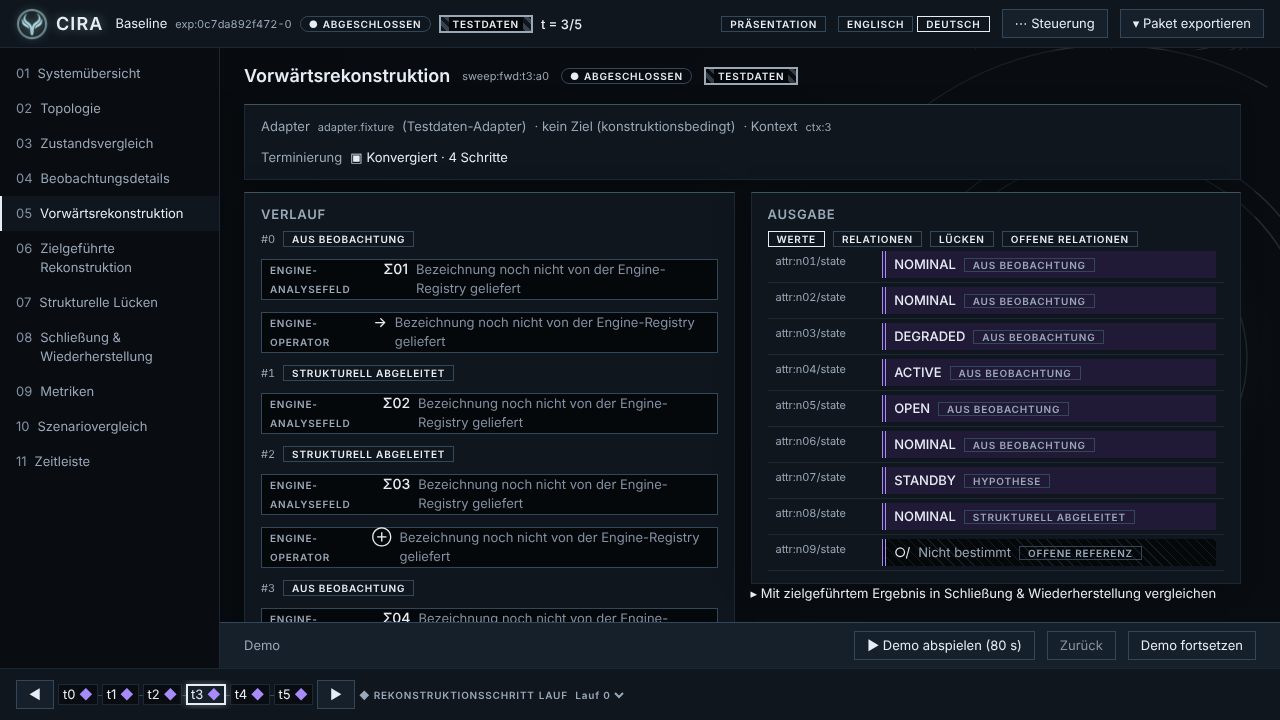 CIRA Baseline exp:0c7da892f472-0 ● ABGESCHLOSSEN TESTDATEN t = 3/5 PRÄSENTATION ENGLISCH DEUTSCH ⋯ Steuerung ▾ Paket exportieren
01 Systemübersicht
02 Topologie
03 Zustandsvergleich
04 Beobachtungsdetails
05 Vorwärtsrekonstruktion
06 Zielgeführte
Rekonstruktion
07 Strukturelle Lücken
08 Schließung &
Wiederherstellung
09 Metriken
10 Szenariovergleich
11 Zeitleiste
Vorwärtsrekonstruktion sweep:fwd:t3:a0 ● ABGESCHLOSSEN TESTDATEN
Adapter adapter.fixture (Testdaten-Adapter) · kein Ziel (konstruktionsbedingt) · Kontext ctx:3
Terminierung ▣ Konvergiert · 4 Schritte
VERLAUF
#0 AUS BEOBACHTUNG
ENGINE-
ANALYSEFELD
Σ01 Bezeichnung noch nicht von der Engine-
Registry geliefert
ENGINE-
OPERATOR
→ Bezeichnung noch nicht von der Engine-Registry
geliefert
#1 STRUKTURELL ABGELEITET
ENGINE-
ANALYSEFELD
Σ02 Bezeichnung noch nicht von der Engine-
Registry geliefert
#2 STRUKTURELL ABGELEITET
ENGINE-
ANALYSEFELD
Σ03 Bezeichnung noch nicht von der Engine-
Registry geliefert
ENGINE-
OPERATOR
⊕ Bezeichnung noch nicht von der Engine-Registry
geliefert
#3 AUS BEOBACHTUNG
ENGINE-
Σ04 Bezeichnung noch nicht von der Engine-
AUSGABE
WERTE RELATIONEN LÜCKEN OFFENE RELATIONEN
attr:n01/state NOMINAL AUS BEOBACHTUNG
attr:n02/state NOMINAL AUS BEOBACHTUNG
attr:n03/state DEGRADED AUS BEOBACHTUNG
attr:n04/state ACTIVE AUS BEOBACHTUNG
attr:n05/state OPEN AUS BEOBACHTUNG
attr:n06/state NOMINAL AUS BEOBACHTUNG
attr:n07/state STANDBY HYPOTHESE
attr:n08/state NOMINAL STRUKTURELL ABGELEITET
attr:n09/state O/ Nicht bestimmt OFFENE REFERENZ
▸ Mit zielgeführtem Ergebnis in Schließung & Wiederherstellung vergleichen
Demo ▶ Demo abspielen (80 s) Zurück Demo fortsetzen
◀ t0 ◆ t1 ◆ t2 ◆ t3 ◆ t4 ◆ t5 ◆ ▶ ◆ REKONSTRUKTIONSSCHRITT LAUF Lauf 0